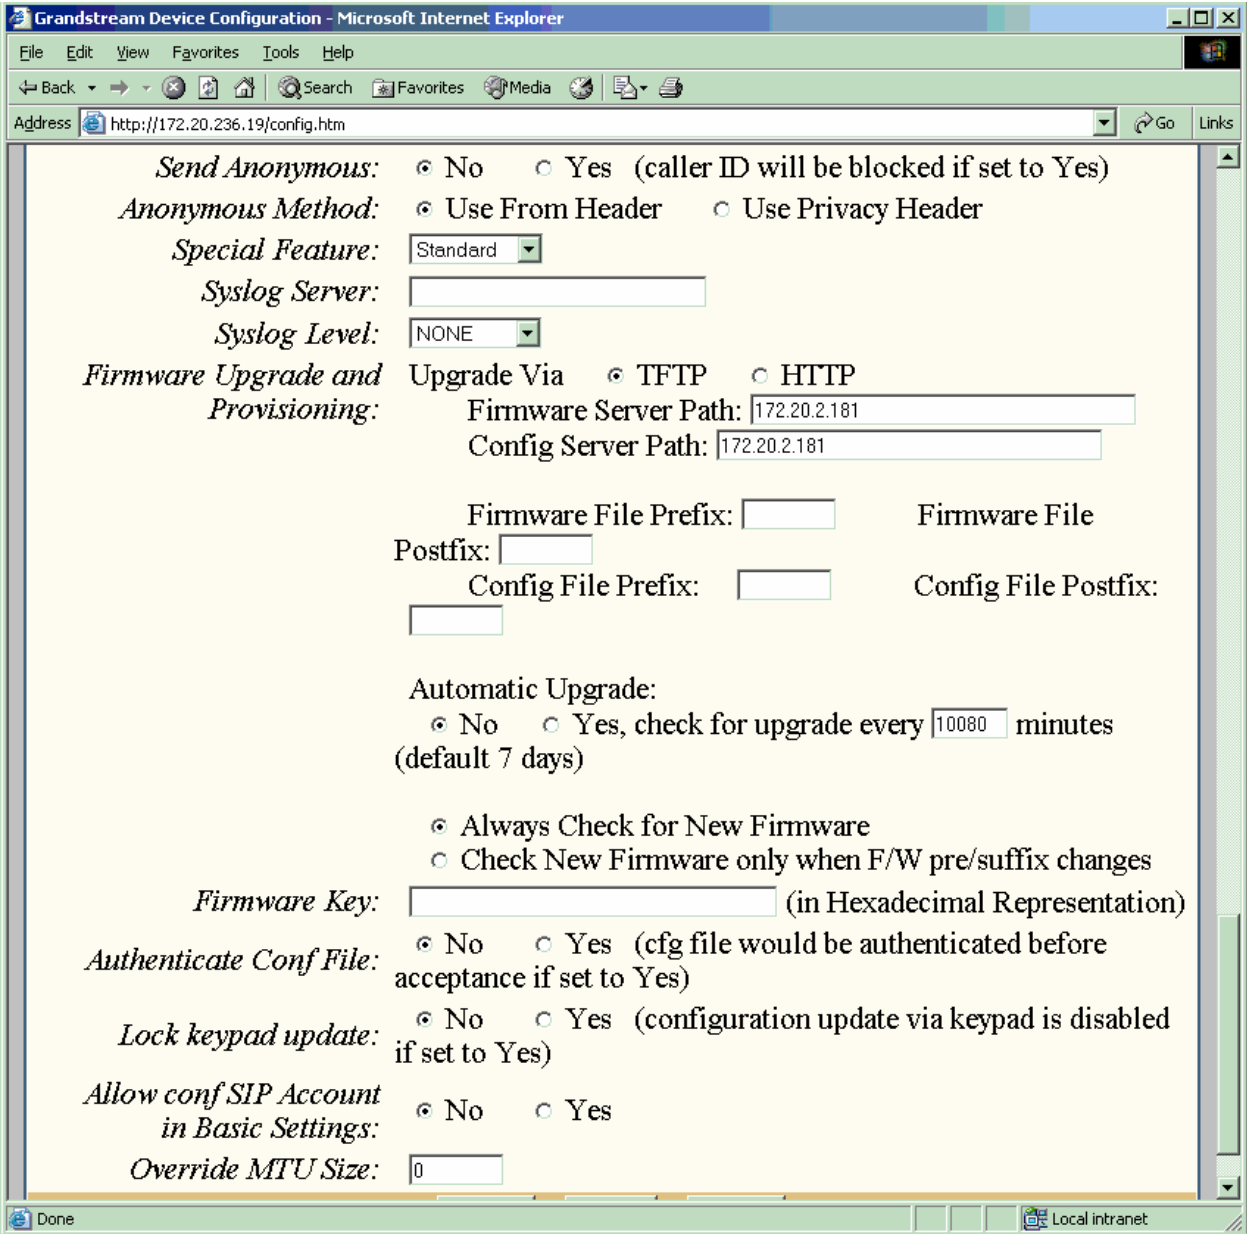 Grandstream Device Configuration - Microsoft Internet Explorer
File Edit View Favorites Tools Help
Back Search Favorites Media
Address http://172.20.236.19/config.htm Go Links
Send Anonymous: No Yes (caller ID will be blocked if set to Yes)
Anonymous Method: Use From Header Use Privacy Header
Special Feature: Standard
Syslog Server:
Syslog Level: NONE
Firmware Upgrade and Upgrade Via TFTP HTTP
Provisioning: Firmware Server Path: 172.20.2.181
Config Server Path: 172.20.2.181
Firmware File Prefix: Firmware File
Postfix:
Config File Prefix: Config File Postfix:
Automatic Upgrade:
No Yes, check for upgrade every 10080 minutes
(default 7 days)
Always Check for New Firmware
Check New Firmware only when F/W pre/suffix changes
Firmware Key: (in Hexadecimal Representation)
Authenticate Conf File: No Yes (cfg file would be authenticated before
acceptance if set to Yes)
Lock keypad update: No Yes (configuration update via keypad is disabled
if set to Yes)
Allow conf SIP Account
in Basic Settings: No Yes
Override MTU Size: 0
Done Local intranet